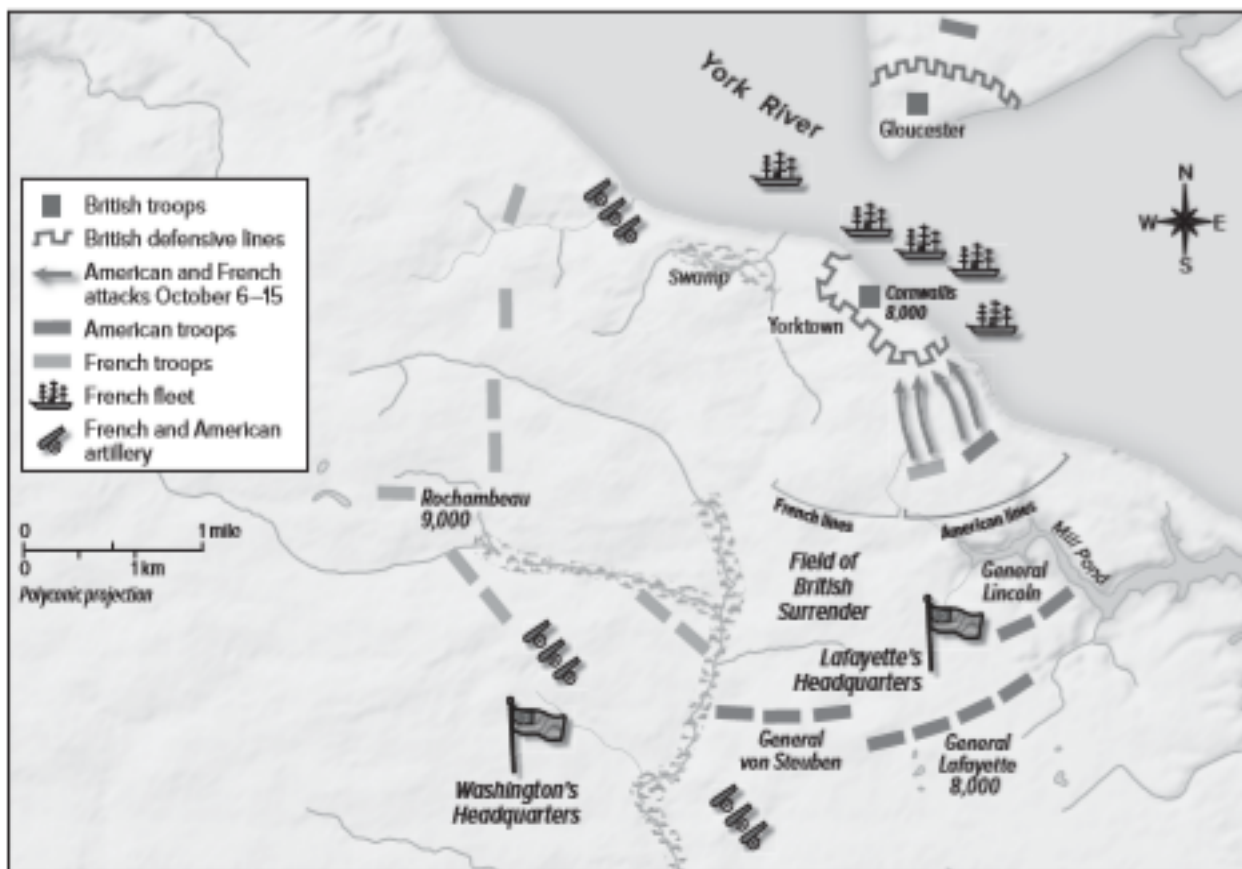 York River
Gloucester
N
W E
S
British troops
British defensive lines
American and French
attacks October 6–15
American troops
French troops
French fleet
French and American
artillery
Swamp
Yorktown
Cornwallis
8,000
Rochambeau
9,000
0 1 mile
0 1 km
Polyconic projection
French lines
American lines
Mill Pond
Field of
British
Surrender
General
Lincoln
Lafayette's
Headquarters
General
von Steuben
General
Lafayette
8,000
Washington's
Headquarters